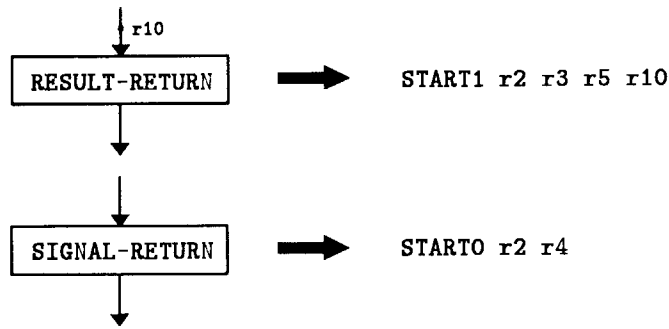 r10
RESULT-RETURN START1 r2 r3 r5 r10
SIGNAL-RETURN START0 r2 r4